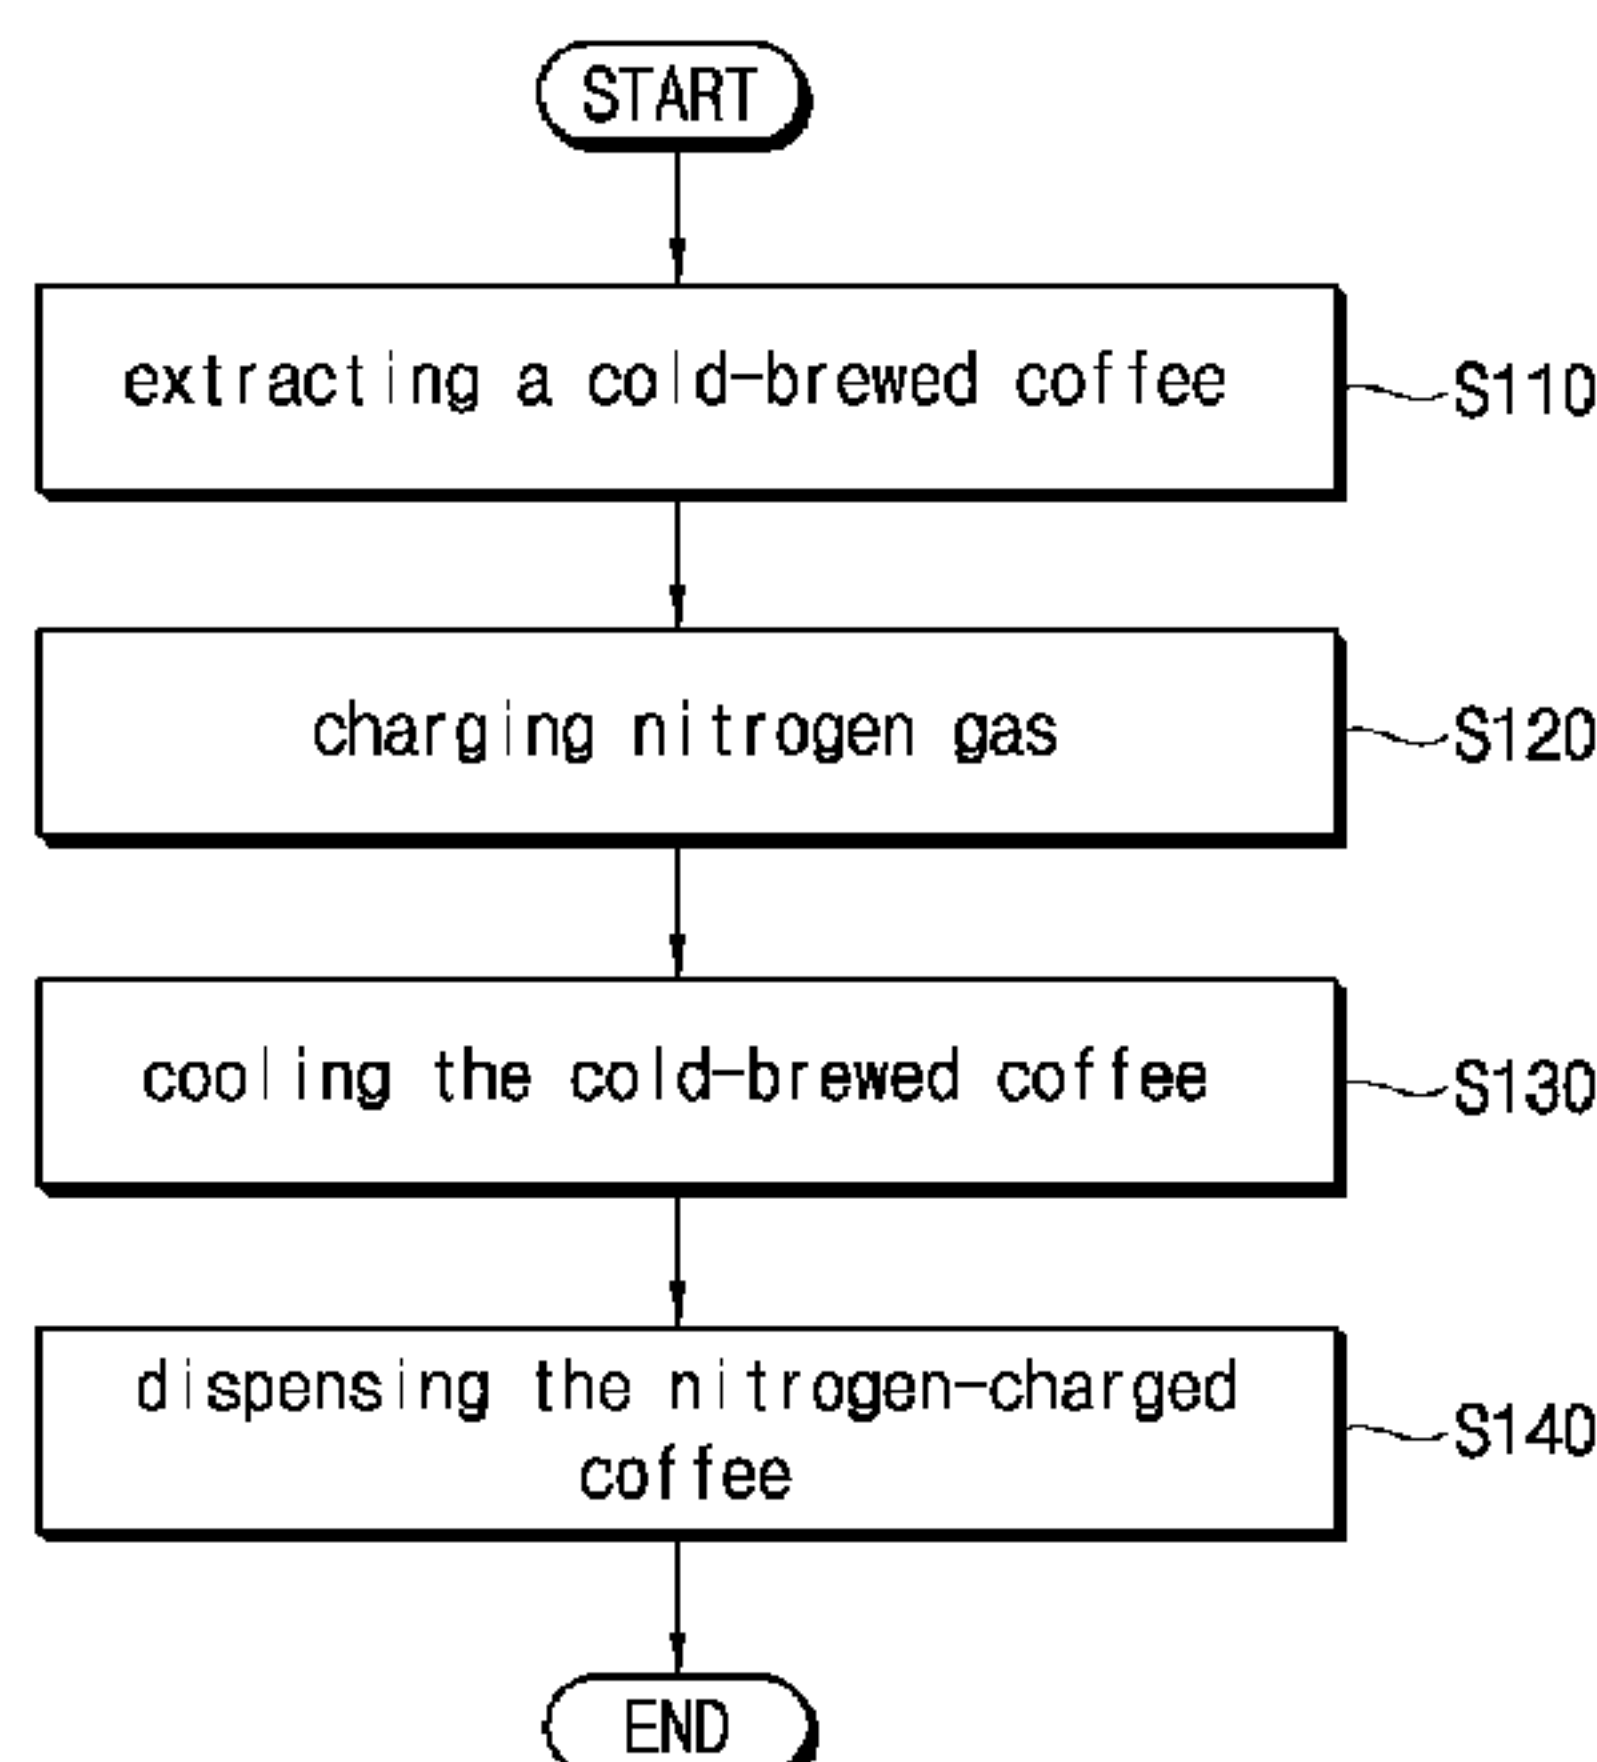 START
extracting a cold-brewed coffee
S110
charging nitrogen gas
S120
cooling the cold-brewed coffee
S130
dispensing the nitrogen-charged
coffee
S140
END